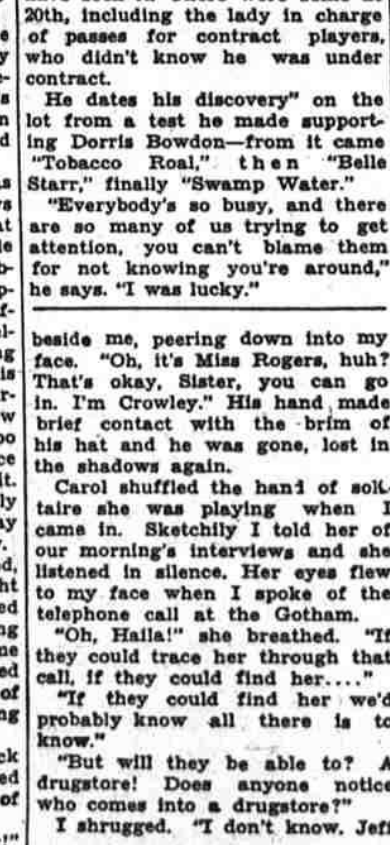 20th, including the lady in charge
of passes for contract players,
who didn't know he was under
contract.
He dates his discovery" on the
lot from a test he made support-
ing Dorris Bowdon—from it came
"Tobacco Roal," then "Belle
Starr," finally "Swamp Water."
"Everybody's so busy, and there
are so many of us trying to get
attention, you can't blame them
for not knowing you're around,"
he says. "I was lucky."
beside me, peering down into my
face. "Oh, it's Miss Rogers, huh?
That's okay, Sister, you can go
in. I'm Crowley." His hand made
brief contact with the brim of
his hat and he was gone, lost in
the shadows again.
Carol shuffled the hand of soli-
taire she was playing when I
came in. Sketchily I told her of
our morning's interviews and she
listened in silence. Her eyes flew
to my face when I spoke of the
telephone call at the Gotham.
"Oh, Haila!" she breathed. "If
they could trace her through that
call, if they could find her...."
"If they could find her we'd
probably know all there is to
know."
"But will they be able to? A
drugstore! Does anyone notice
who comes into a drugstore?"
I shrugged. "I don't know. Jeff